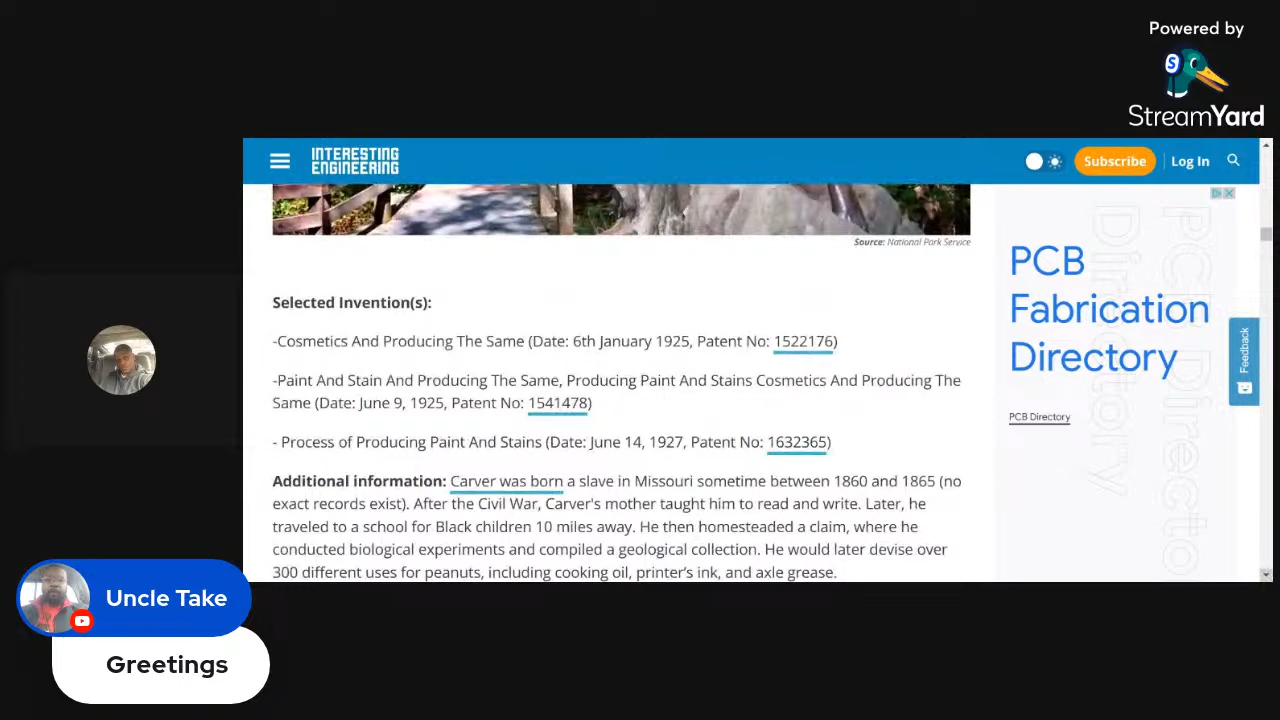 Powered by
S
StreamYard
INTERESTING
ENGINEERING
Subscribe
Log In
Source: National Park Service
Selected Invention(s):
-Cosmetics And Producing The Same (Date: 6th January 1925, Patent No: 1522176)
-Paint And Stain And Producing The Same, Producing Paint And Stains Cosmetics And Producing The
Same (Date: June 9, 1925, Patent No: 1541478)
- Process of Producing Paint And Stains (Date: June 14, 1927, Patent No: 1632365)
Additional information: Carver was born a slave in Missouri sometime between 1860 and 1865 (no
exact records exist). After the Civil War, Carver's mother taught him to read and write. Later, he
traveled to a school for Black children 10 miles away. He then homesteaded a claim, where he
conducted biological experiments and compiled a geological collection. He would later devise over
300 different uses for peanuts, including cooking oil, printer's ink, and axle grease.
PCB
Fabrication
Directory
PCB Directory
PCB Directo
Directory
Feedback
Uncle Take
Greetings